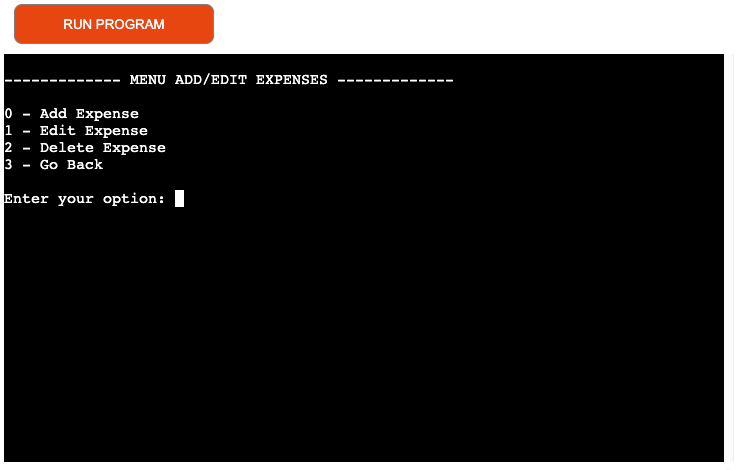 RUN PROGRAM
------------- MENU ADD/EDIT EXPENSES -------------
0 - Add Expense
1 - Edit Expense
2 - Delete Expense
3 - Go Back
Enter your option: